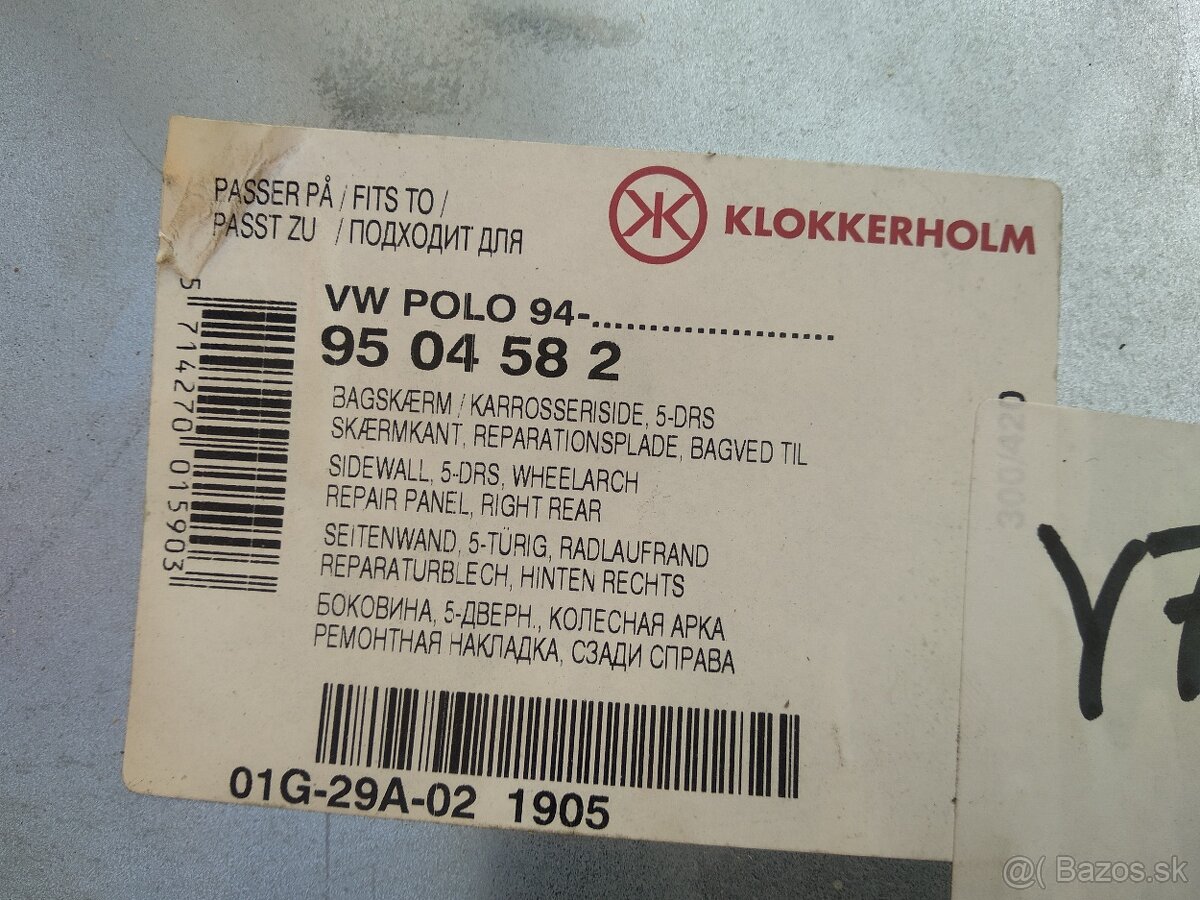 PASSER PÅ / FITS TO /
PASST ZU / ПОДХОДИТ ДЛЯ
KLOKKERHOLM
VW POLO 94-.....................
95 04 58 2
BAGSKÆRM / KARROSSERISIDE, 5-DRS
SKÆRMKANT, REPARATIONSPLADE, BAGVED TIL
SIDEWALL, 5-DRS, WHEELARCH
REPAIR PANEL, RIGHT REAR
SEITENWAND, 5-TÜRIG, RADLAUFRAND
REPARATURBLECH, HINTEN RECHTS
БОКОВИНА, 5-ДВЕРН., КОЛЕСНАЯ АРКА
РЕМОНТНАЯ НАКЛАДКА, СЗАДИ СПРАВА
5 714270 015903
01G-29A-02 1905
300/420
Y7
@( Bazos.sk